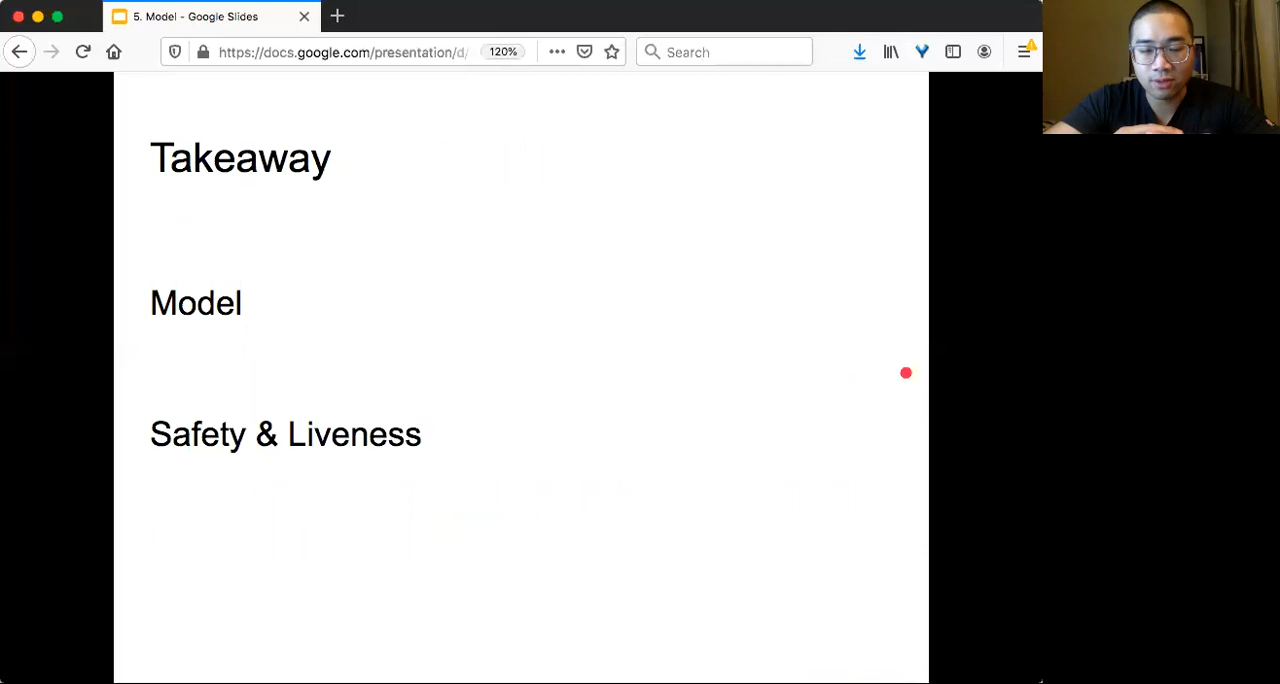 5. Model - Google Slides
https://docs.google.com/presentation/d/
120%
Search
Takeaway
Model
Safety & Liveness